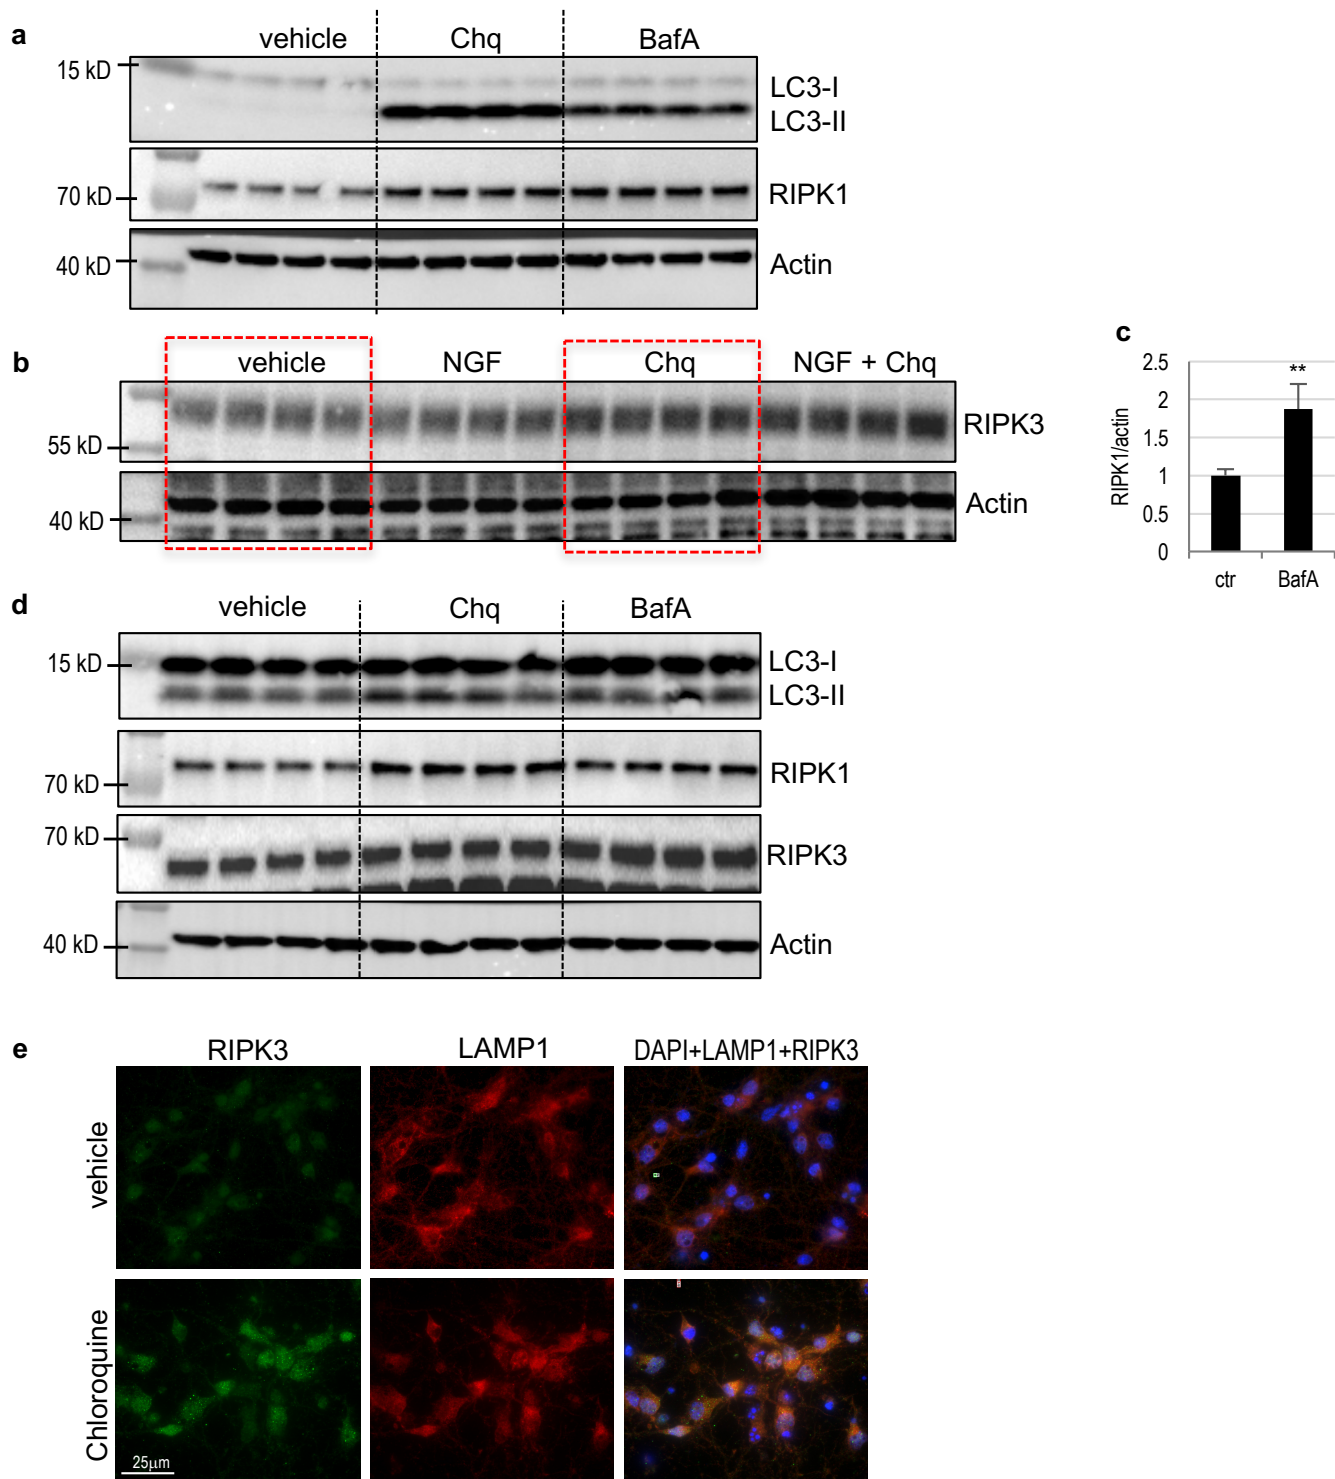 a
vehicle
Chq
BafA
15 kD
LC3-I
LC3-II
RIPK1
70 kD
Actin
40 kD
b
vehicle
NGF
Chq
NGF + Chq
RIPK3
55 kD
Actin
40 kD
c
2.5
**
2
1.5
1
0.5
0
RIPK1/actin
ctr
BafA
d
vehicle
Chq
BafA
15 kD
LC3-I
LC3-II
RIPK1
70 kD
70 kD
RIPK3
Actin
40 kD
e
RIPK3
LAMP1
DAPI+LAMP1+RIPK3
vehicle
Chloroquine
25µm